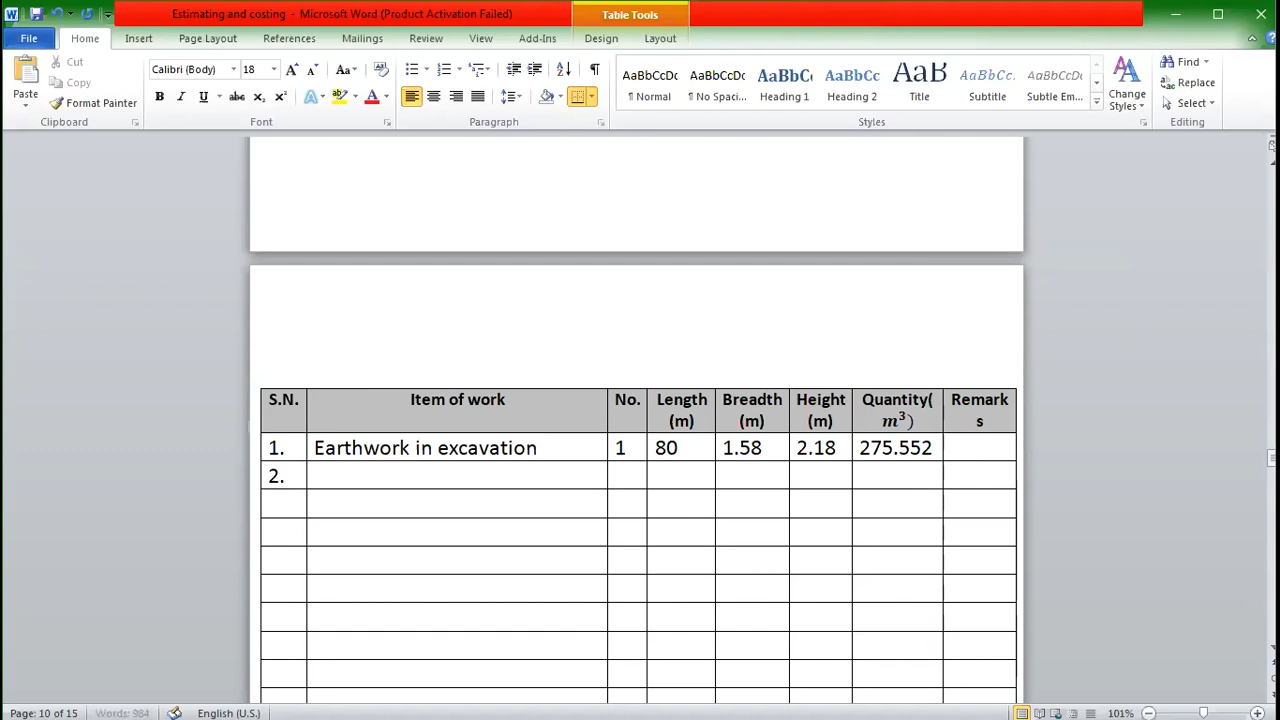 Estimating and costing - Microsoft Word (Product Activation Failed)
Table Tools
File Home Insert Page Layout References Mailings Review View Add-Ins Design Layout
Paste
Cut
Copy
Format Painter
Clipboard
Calibri (Body) 18
Font
Paragraph
AaBbCcDc AaBbCcDc AaBbCc AaBbCc AaB AaBbCcDc AaBbCcDc
¶ Normal ¶ No Spaci... Heading 1 Heading 2 Title Subtitle Subtle Em...
Styles
Change
Styles
Find
Replace
Select
Editing
S.N. Item of work No. Length (m) Breadth (m) Height (m) Quantity( m³) Remarks
1. Earthwork in excavation 1 80 1.58 2.18 275.552
2.
Page: 10 of 15 Words: 984 English (U.S.) 101%